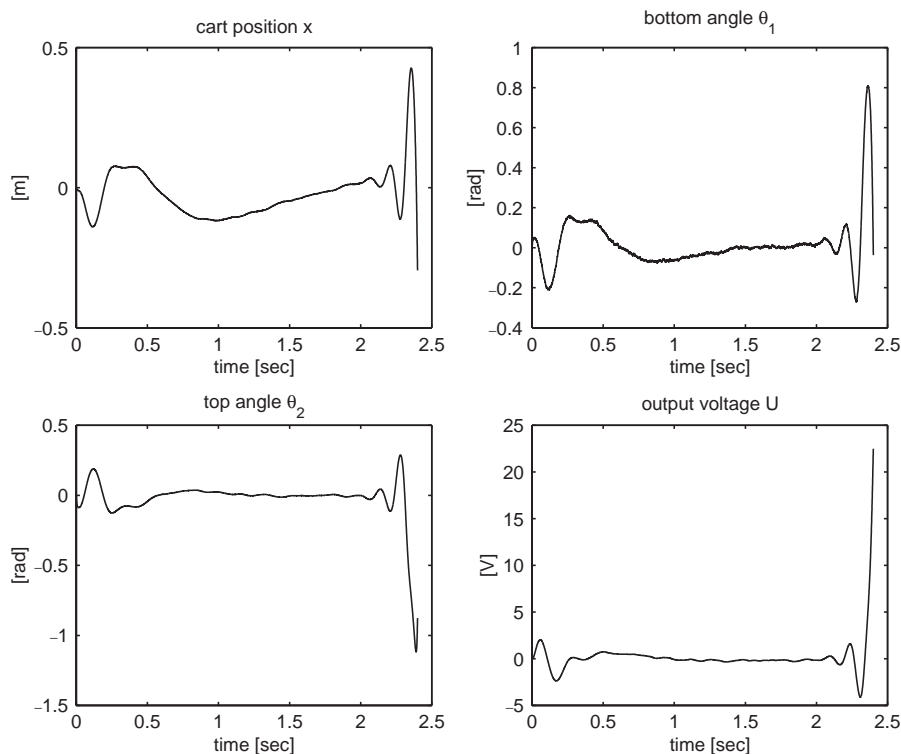 cart position x
0.5
0
−0.5
[m]
0 0.5 1 1.5 2 2.5
time [sec]
bottom angle θ1
1
0.8
0.6
0.4
0.2
0
−0.2
−0.4
[rad]
0 0.5 1 1.5 2 2.5
time [sec]
top angle θ2
0.5
0
−0.5
−1
−1.5
[rad]
0 0.5 1 1.5 2 2.5
time [sec]
output voltage U
25
20
15
10
5
0
−5
[V]
0 0.5 1 1.5 2 2.5
time [sec]